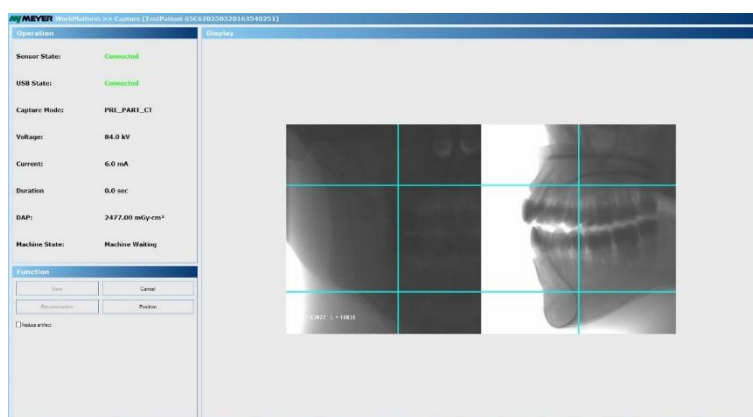 MEYER WorkPlatform >> Capture [TestPatient 05C620250320163540251]
Operation
Sensor State: Connected
USB State: Connected
Capture Mode: PRE_PART_CT
Voltage: 84.0 kV
Current: 6.0 mA
Duration 0.0 sec
DAP: 2477.00 mGy·cm²
Machine State: Machine Waiting
Function
Save Cancel
Reconstruction Position
Reduce artifact
Display